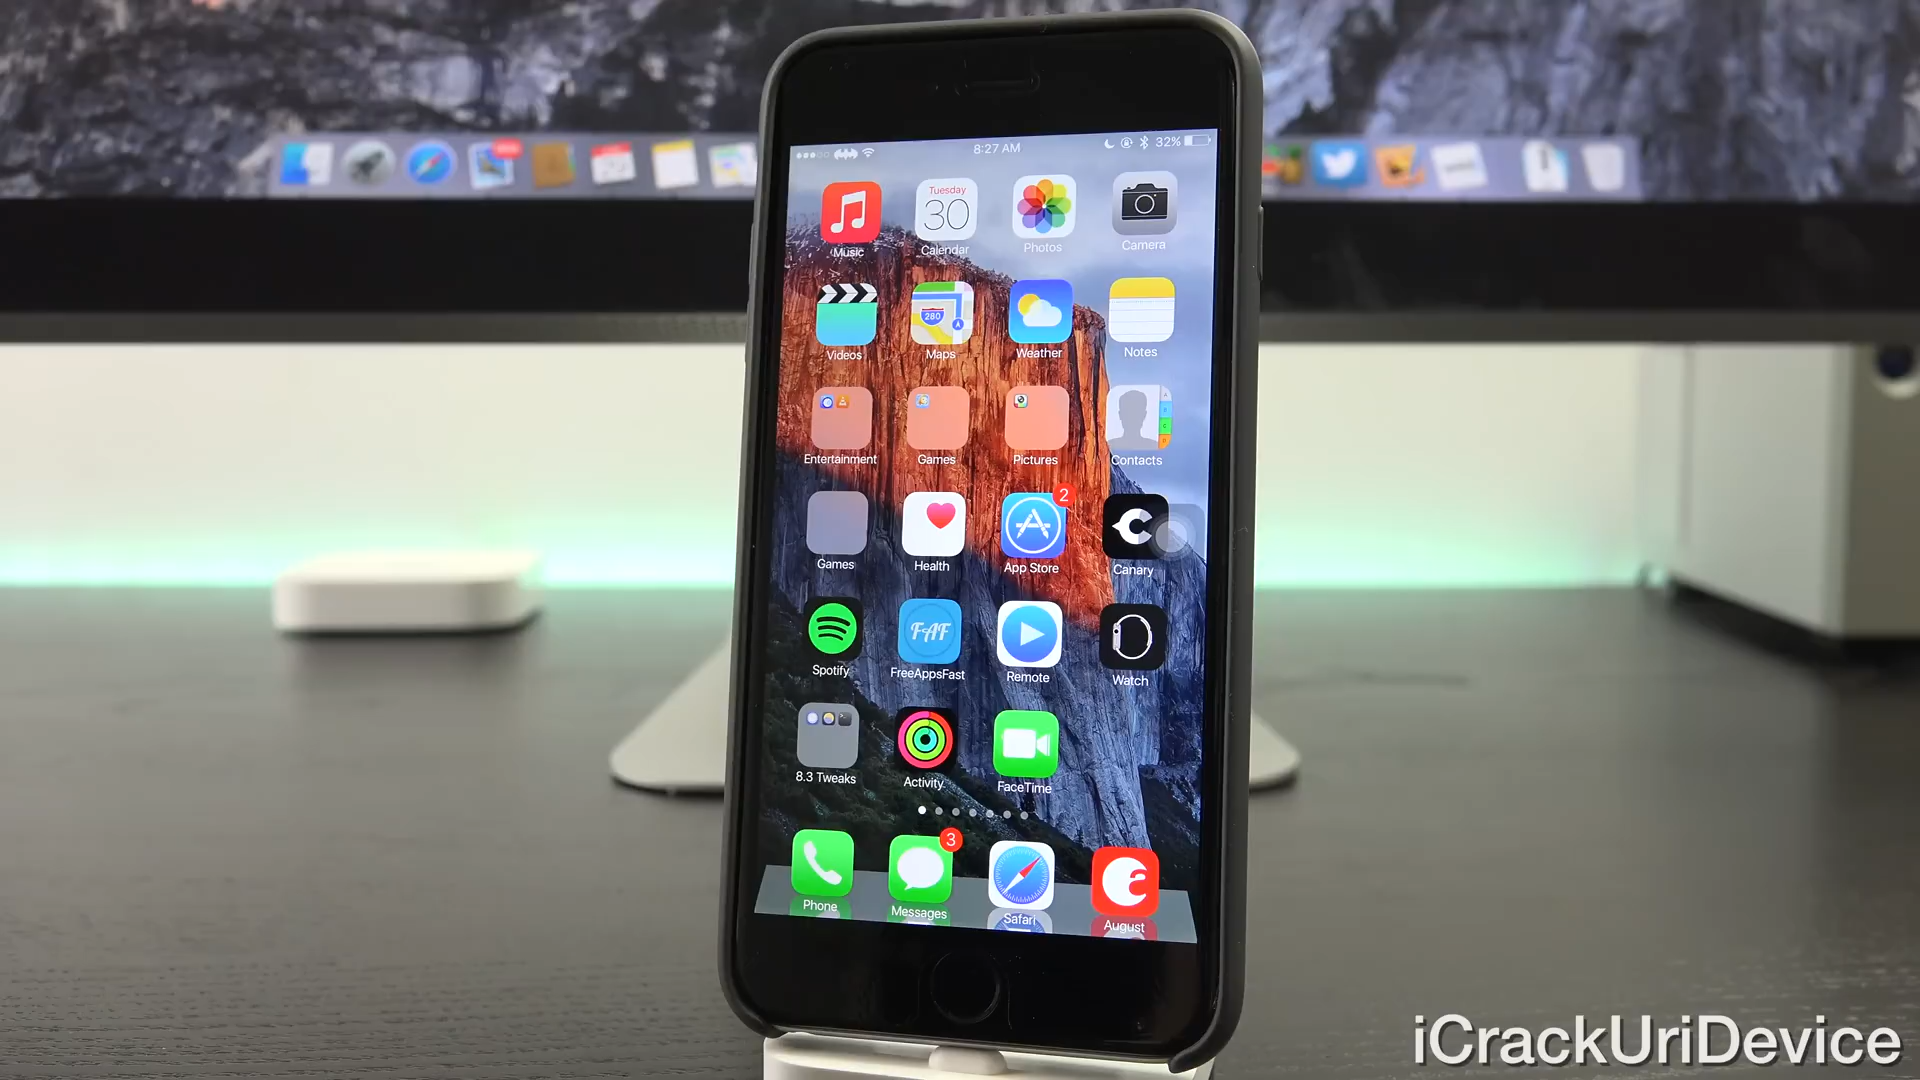 8:27 AM
32%
Tuesday
30
Music
Calendar
Photos
Camera
280
Videos
Maps
Weather
Notes
Entertainment
Games
Pictures
Contacts
2
Games
Health
App Store
Canary
FAF
Spotify
FreeAppsFast
Remote
Watch
8.3 Tweaks
Activity
FaceTime
3
Phone
Messages
Safari
August
iCrackUriDevice